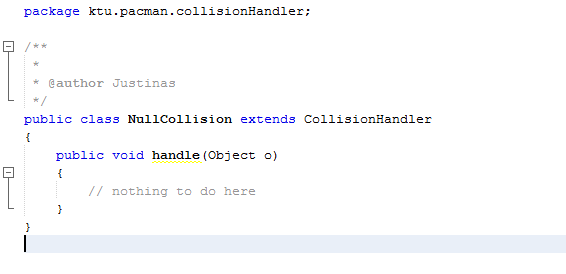 package ktu.pacman.collisionHandler;
/**
*
* @author Justinas
*/
public class NullCollision extends CollisionHandler
{
public void handle(Object o)
{
// nothing to do here
}
}